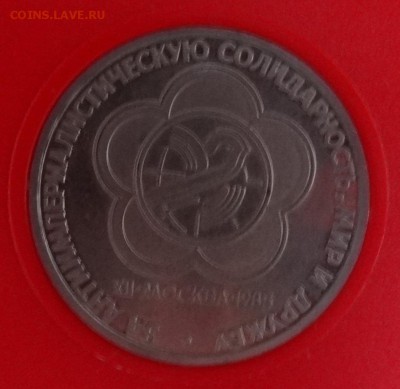 COINS.LAVE.RU
ЗА АНТИИМПЕРИАЛИСТИЧЕСКУЮ СОЛИДАРНОСТЬ, МИР И ДРУЖБУ
XII·МОСКВА·1985